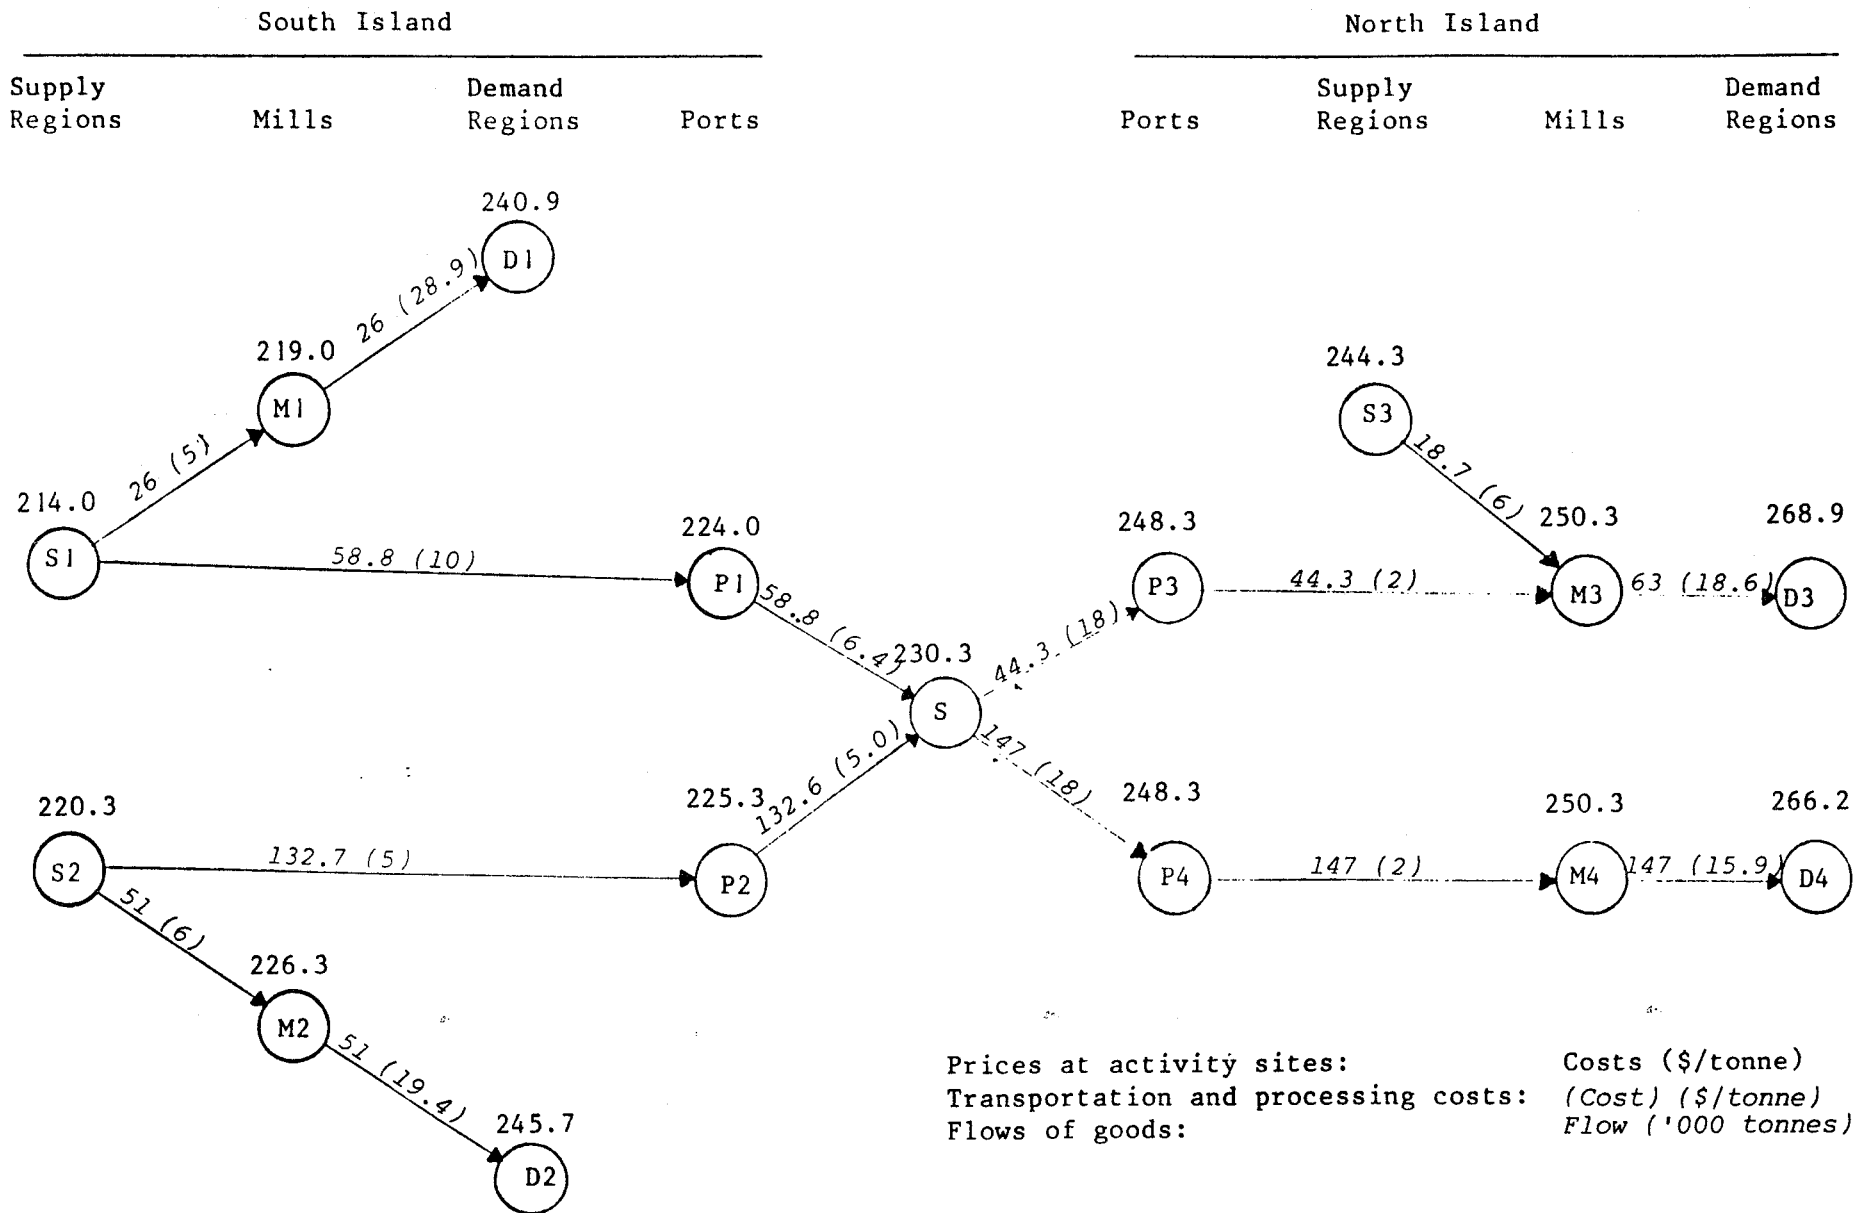 South Island
North Island
Supply Regions
Mills
Demand Regions
Ports
Ports
Supply Regions
Mills
Demand Regions
240.9
D1
26 (28.9)
219.0
M1
26 (5)
214.0
S1
58.8 (10)
224.0
P1
58.8 (6.4)
230.3
S
44.3 (18)
248.3
P3
44.3 (2)
244.3
S3
18.7 (6)
250.3
M3
63 (18.6)
268.9
D3
220.3
S2
132.7 (5)
225.3
P2
132.6 (5.0)
147 (18)
248.3
P4
147 (2)
250.3
M4
147 (15.9)
266.2
D4
51 (6)
226.3
M2
51 (19.4)
245.7
D2
Prices at activity sites: Costs ($/tonne)
Transportation and processing costs: (Cost) ($/tonne)
Flows of goods: Flow ('000 tonnes)